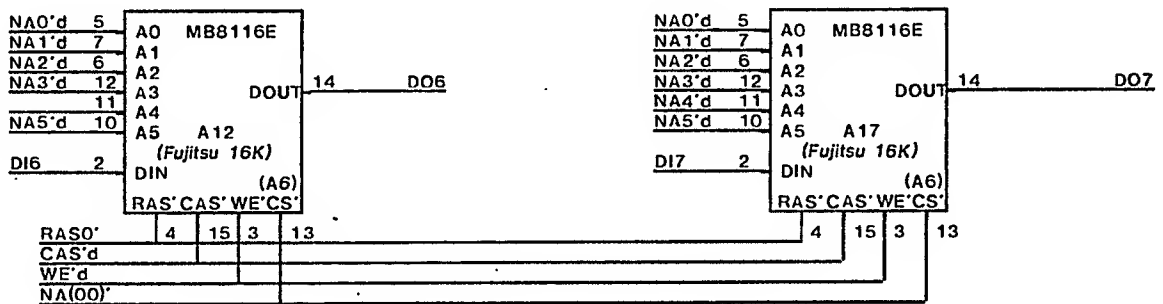 NA0'd 5 A0 MB8116E
NA1'd 7 A1
NA2'd 6 A2
NA3'd 12 A3 DOUT 14 DO6
11 A4
NA5'd 10 A5 A12
(Fujitsu 16K)
DI6 2 DIN
(A6)
RAS' CAS' WE' CS'
4 15 3 13
NA0'd 5 A0 MB8116E
NA1'd 7 A1
NA2'd 6 A2
NA3'd 12 A3 DOUT 14 DO7
NA4'd 11 A4
NA5'd 10 A5 A17
(Fujitsu 16K)
DI7 2 DIN
(A6)
RAS' CAS' WE' CS'
4 15 3 13
RAS0'
CAS'd
WE'd
NA(00)'